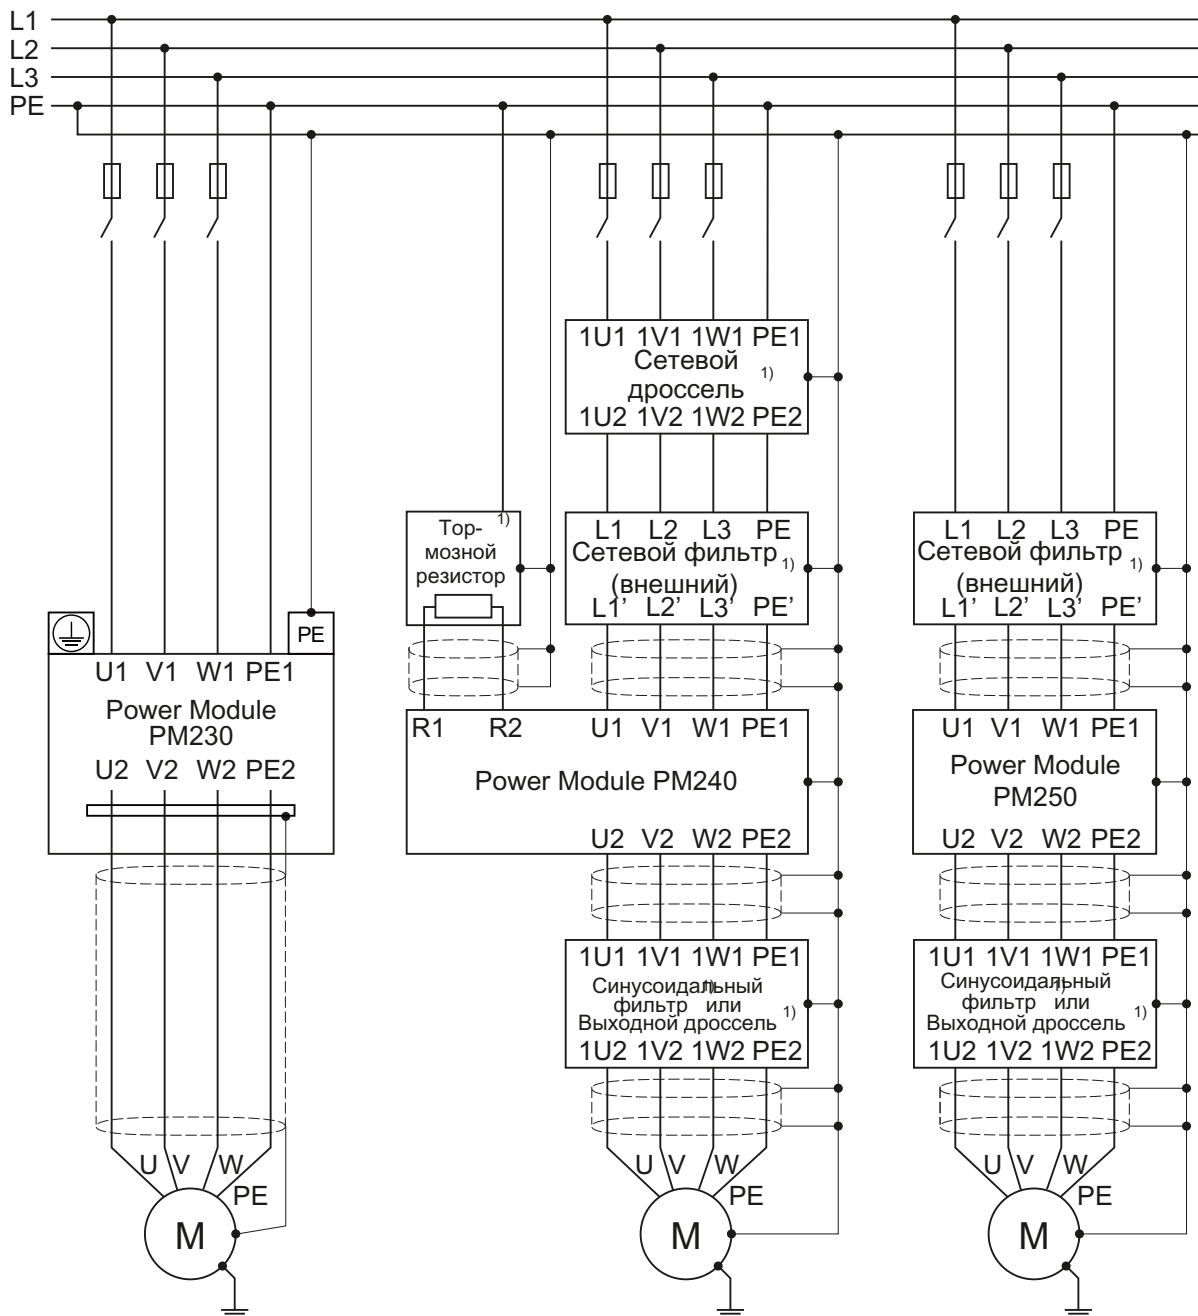 L1
L2
L3
PE
1U1 1V1 1W1 PE1
Сетевой
дроссель 1)
1U2 1V2 1W2 PE2
Тор- 1)
мозной
резистор
L1 L2 L3 PE
Сетевой фильтр 1)
(внешний)
L1’ L2’ L3’ PE’
L1 L2 L3 PE
Сетевой фильтр 1)
(внешний)
L1’ L2’ L3’ PE’
PE
U1 V1 W1 PE1
Power Module
PM230
U2 V2 W2 PE2
R1 R2 U1 V1 W1 PE1
Power Module PM240
U2 V2 W2 PE2
U1 V1 W1 PE1
Power Module
PM250
U2 V2 W2 PE2
1U1 1V1 1W1 PE1
Синусоидальный
фильтр 1) или
Выходной дроссель 1)
1U2 1V2 1W2 PE2
1U1 1V1 1W1 PE1
Синусоидальный
фильтр 1) или
Выходной дроссель 1)
1U2 1V2 1W2 PE2
U V W
PE
M
U V W
PE
M
U V W
PE
M